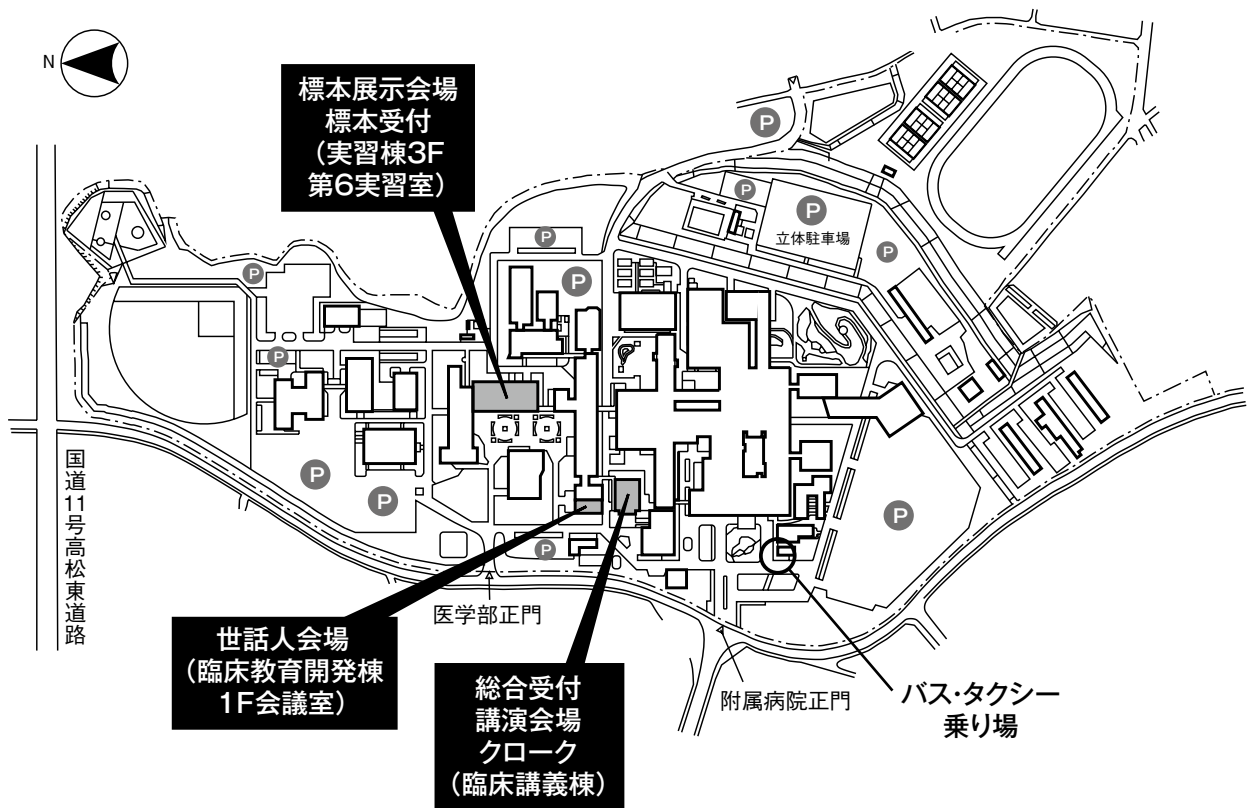 N
標本展示会場
標本受付
（実習棟3F
第6実習室）
P
P
P
立体駐車場
P
P
P
P
P
P
P
P
P
国道11号高松東道路
医学部正門
世話人会場
（臨床教育開発棟
1F会議室）
総合受付
講演会場
クローク
（臨床講義棟）
附属病院正門
バス・タクシー
乗り場